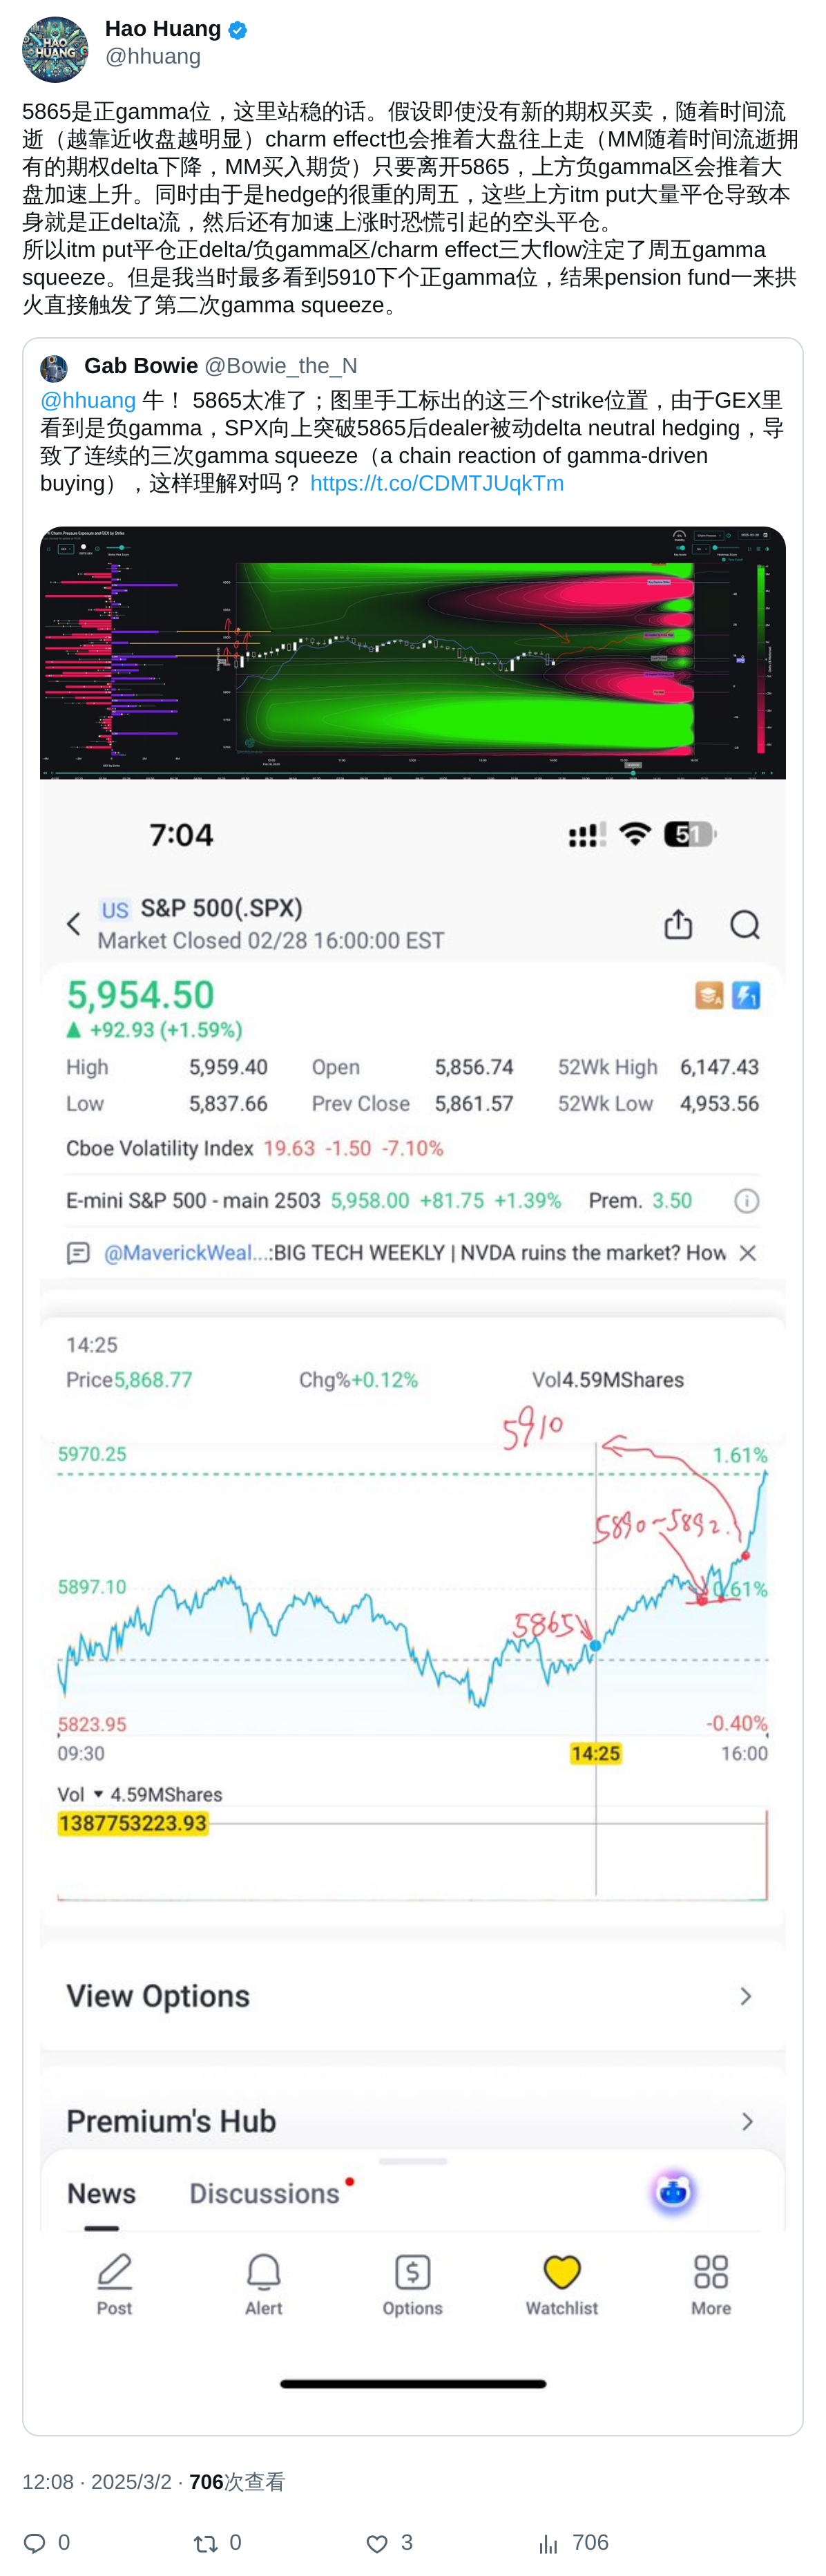 HAO
HUANG
Hao Huang
@hhuang
5865是正gamma位，这里站稳的话。假设即使没有新的期权买卖，随着时间流
逝（越靠近收盘越明显）charm effect也会推着大盘往上走（MM随着时间流逝拥
有的期权delta下降，MM买入期货）只要离开5865，上方负gamma区会推着大
盘加速上升。同时由于是hedge的很重的周五，这些上方itm put大量平仓导致本
身就是正delta流，然后还有加速上涨时恐慌引起的空头平仓。
所以itm put平仓正delta/负gamma区/charm effect三大flow注定了周五gamma
squeeze。但是我当时最多看到5910下个正gamma位，结果pension fund一来拱
火直接触发了第二次gamma squeeze。
Gab Bowie @Bowie_the_N
@hhuang 牛！ 5865太准了；图里手工标出的这三个strike位置，由于GEX里
看到是负gamma，SPX向上突破5865后dealer被动delta neutral hedging，导
致了连续的三次gamma squeeze（a chain reaction of gamma-driven
buying），这样理解对吗？ https://t.co/CDMTJUqkTm
Charm Pressure Exposure and GEX by Strike
7:04
51
US S&P 500(.SPX)
Market Closed 02/28 16:00:00 EST
5,954.50
+92.93 (+1.59%)
High 5,959.40 Open 5,856.74 52Wk High 6,147.43
Low 5,837.66 Prev Close 5,861.57 52Wk Low 4,953.56
Cboe Volatility Index 19.63 -1.50 -7.10%
E-mini S&P 500 - main 2503 5,958.00 +81.75 +1.39% Prem. 3.50
@MaverickWeal...:BIG TECH WEEKLY | NVDA ruins the market? How
14:25
Price5,868.77 Chg%+0.12% Vol4.59MShares
5910
5970.25 1.61%
5890~5892.
5897.10 0.61%
5865
5823.95 -0.40%
09:30 14:25 16:00
Vol 4.59MShares
1387753223.93
View Options
Premium's Hub
News Discussions
Post Alert Options Watchlist More
12:08 · 2025/3/2 · 706次查看
0 0 3 706